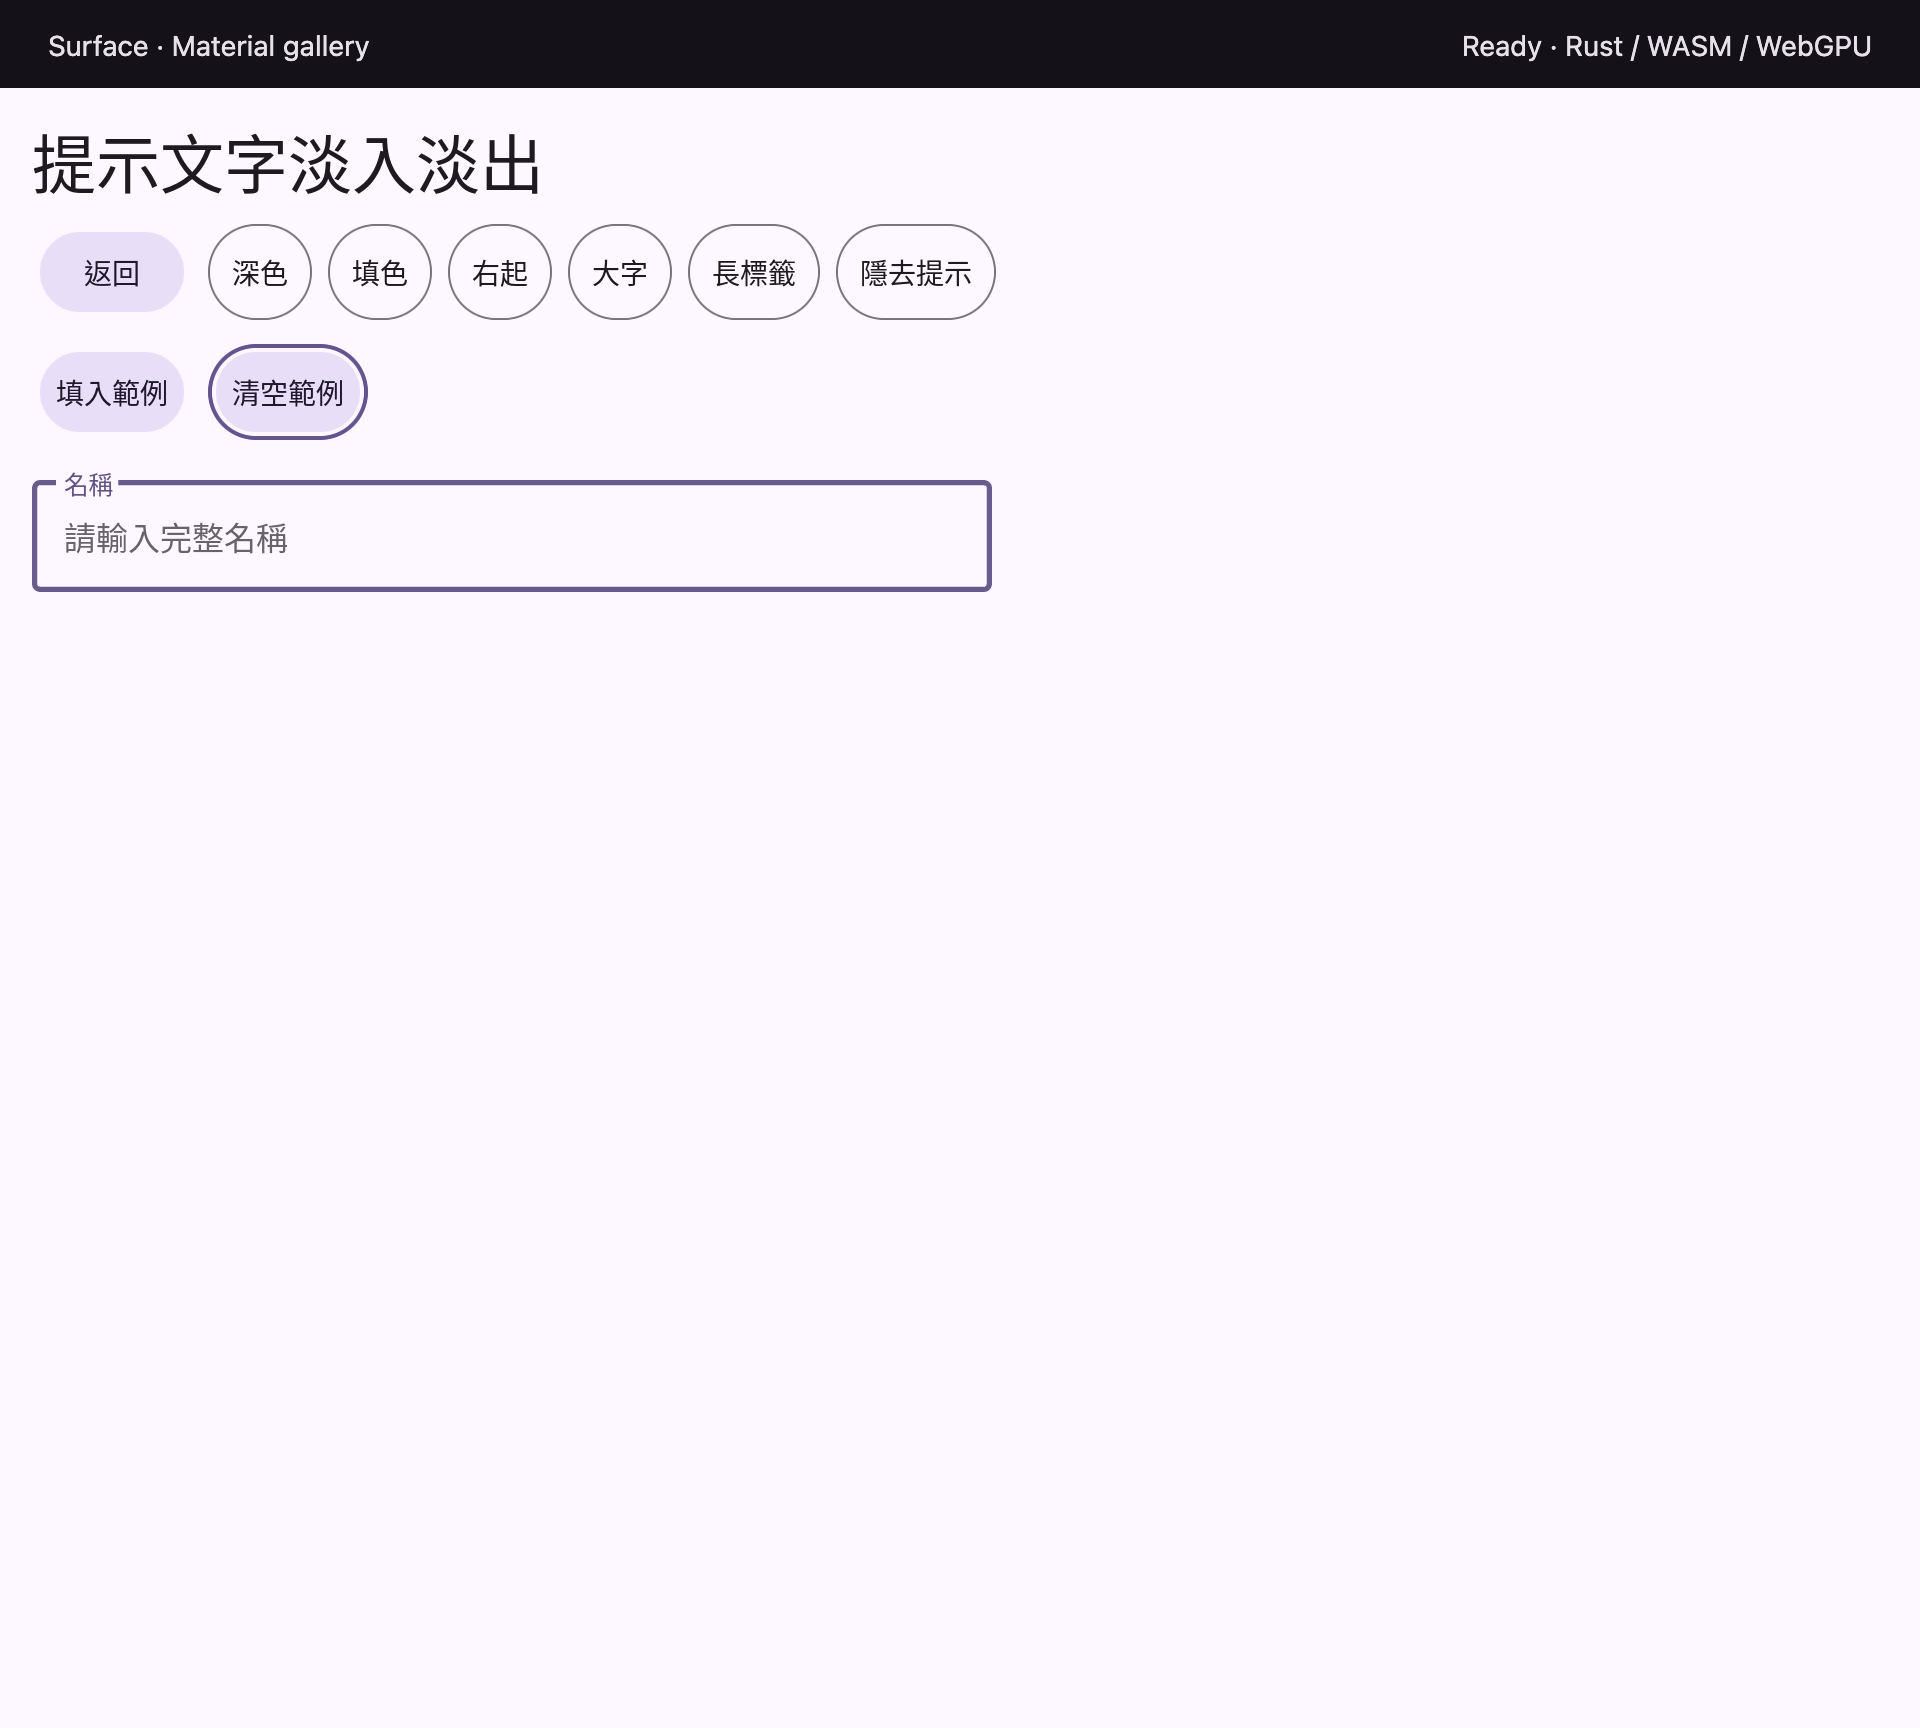 Surface · Material gallery
Ready · Rust / WASM / WebGPU
提示文字淡入淡出
返回 深色 填色 右起 大字 長標籤 隱去提示
填入範例 清空範例
名稱
請輸入完整名稱